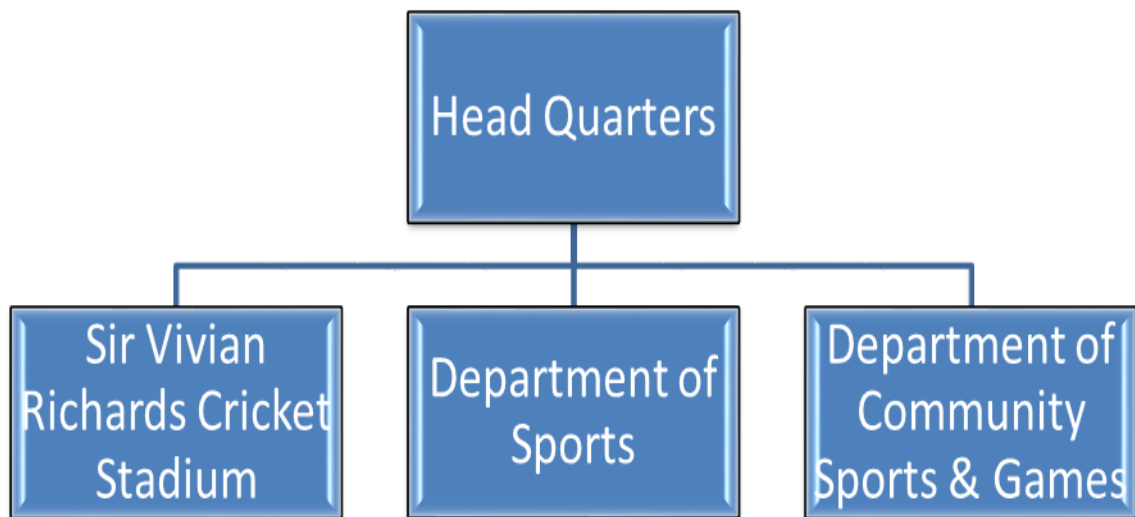 Head Quarters
Sir Vivian
Richards Cricket
Stadium
Department of
Sports
Department of
Community
Sports & Games